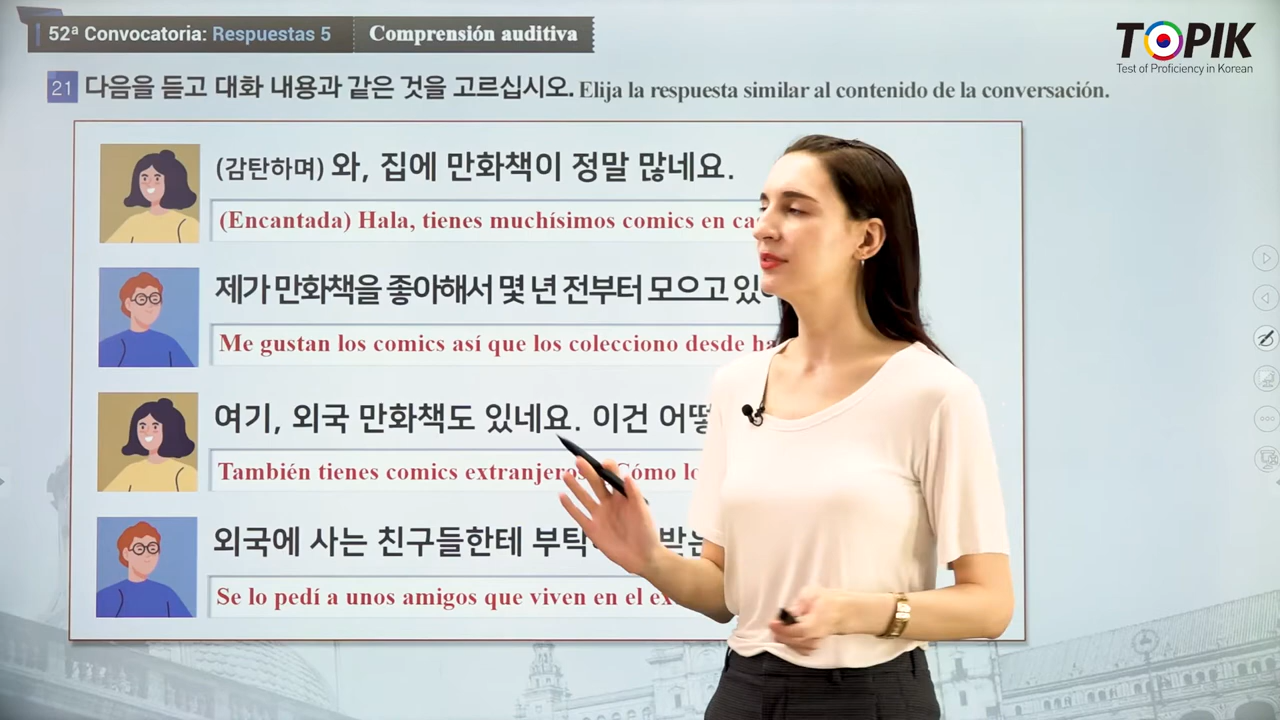 52ª Convocatoria: Respuestas 5 Comprensión auditiva
TOPIK
Test of Proficiency in Korean
21 다음을 듣고 대화 내용과 같은 것을 고르십시오. Elija la respuesta similar al contenido de la conversación.
(감탄하며) 와, 집에 만화책이 정말 많네요.
(Encantada) Hala, tienes muchísimos comics en
제가 만화책을 좋아해서 몇 년 전부터 모으고
Me gustan los comics así que los colecciono desde
여기, 외국 만화책도 있네요. 이건
También tienes comics extranjeros. Cómo
외국에 사는 친구들한테
Se lo pedí a unos amigos que viven en el